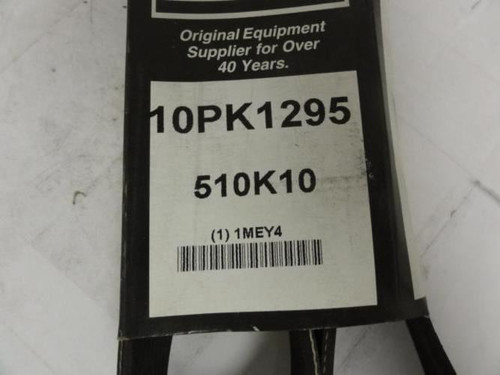 Original Equipment
Supplier for Over
40 Years.
10PK1295
510K10
(1) 1MEY4